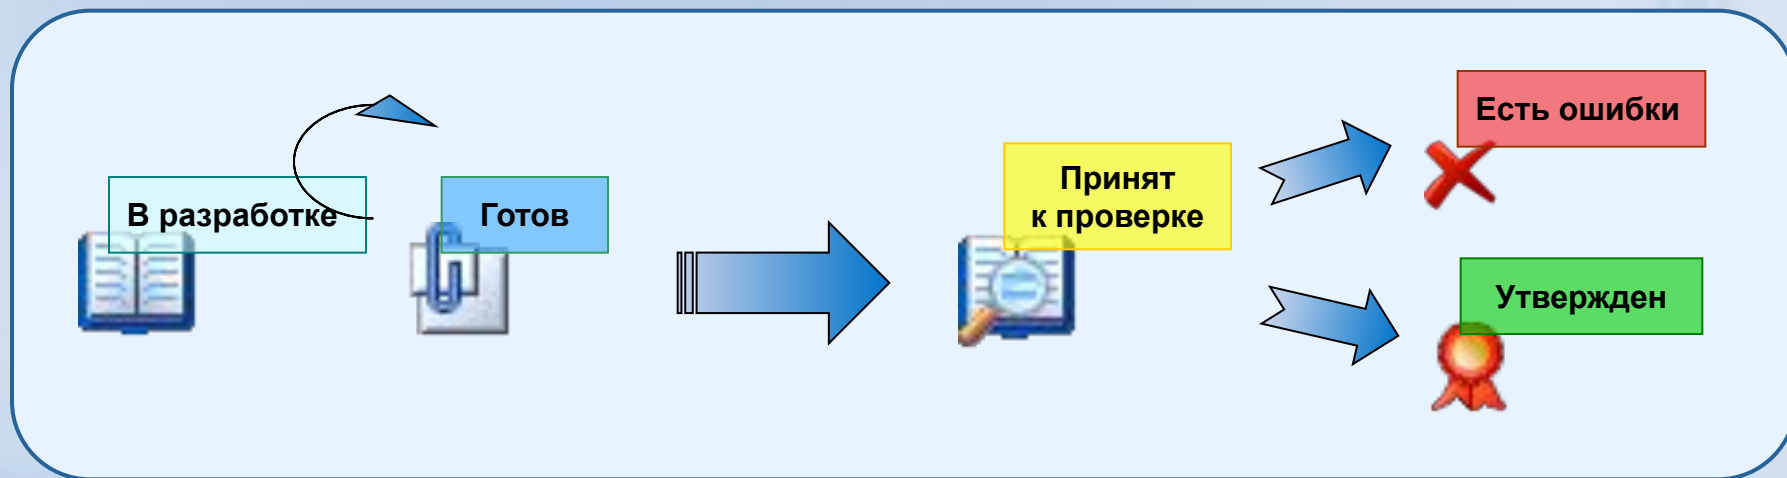 В разработке
Готов
Принят
к проверке
Есть ошибки
Утвержден